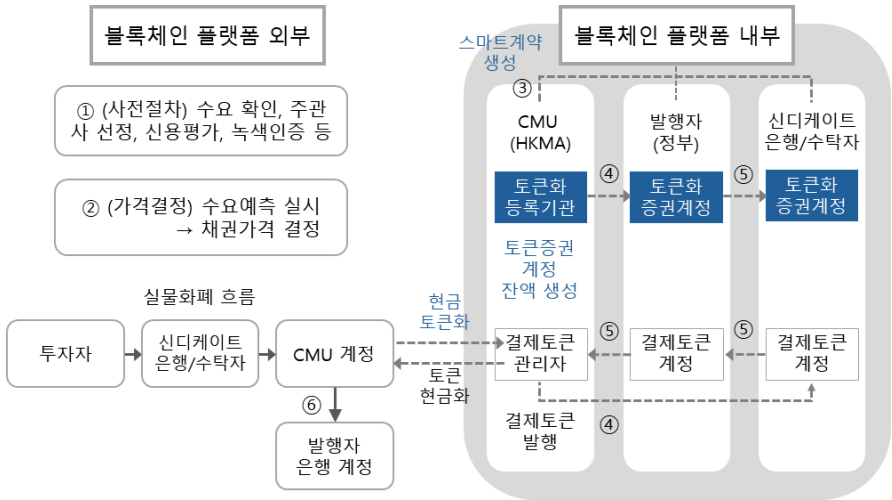 블록체인 플랫폼 외부
① (사전절차) 수요 확인, 주관
사 선정, 신용평가, 녹색인증 등
② (가격결정) 수요예측 실시
→ 채권가격 결정
실물화폐 흐름
투자자
신디케이트
은행/수탁자
CMU 계정
⑥
발행자
은행 계정
현금
토큰화
토큰
현금화
블록체인 플랫폼 내부
스마트계약
생성
③
CMU
(HKMA)
발행자
(정부)
신디케이트
은행/수탁자
토큰화
등록기관
④
토큰화
증권계정
⑤
토큰화
증권계정
토큰증권
계정
잔액 생성
결제토큰
관리자
⑤
결제토큰
계정
⑤
결제토큰
계정
결제토큰
발행
④